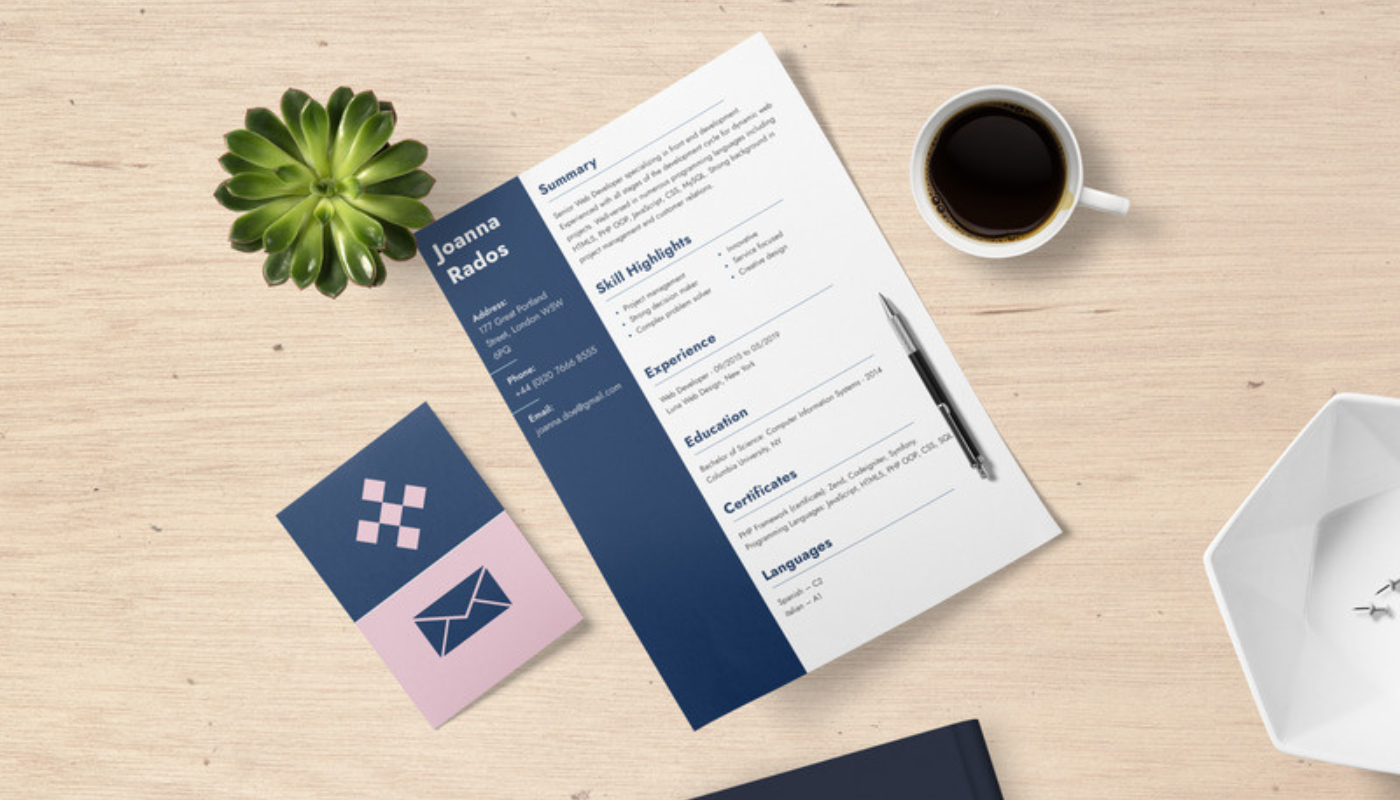 Joanna
Rados
Address:
177 Great Portland
Street, London W5W
6PQ
Phone:
+44 (0)20 7666 8555
Email:
joanna.doe@gmail.com
Summary
Senior Web Developer specializing in front end development.
Experienced with all stages of the development cycle for dynamic web
projects. Well-versed in numerous programming languages including
HTML5, PHP OOP, JavaScript, CSS, MySQL. Strong background in
project management and customer relations.
Skill Highlights
• Project management
• Strong decision maker
• Complex problem solver
• Innovative
• Service focused
• Creative design
Experience
Web Developer - 09/2015 to 05/2019
Luna Web Design, New York
Education
Bachelor of Science: Computer Information Systems - 2014
Columbia University, NY
Certificates
PHP Framework (certificate): Zend, Codeigniter, Symfony.
Programming Languages: JavaScript, HTML5, PHP OOP, CSS, SQL
Languages
Spanish – C2
Italian – A1